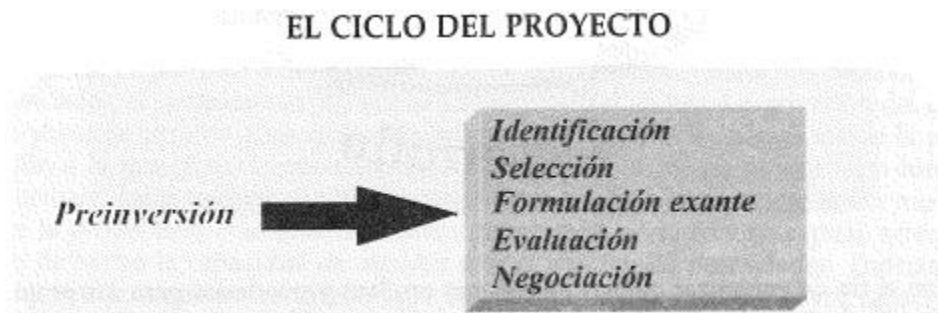 EL CICLO DEL PROYECTO
Identificación
Selección
Preinversión
Formulación exante
Evaluación
Negociación